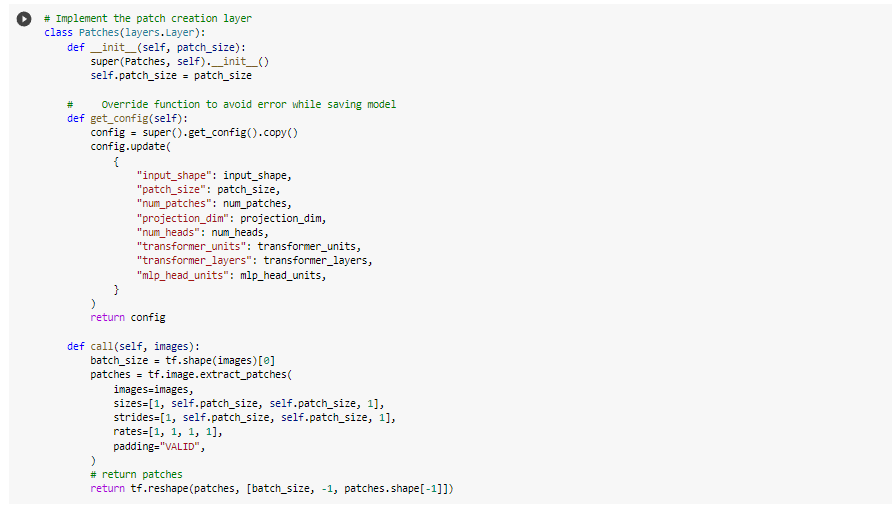 # Implement the patch creation layer
class Patches(layers.Layer):
    def __init__(self, patch_size):
        super(Patches, self).__init__()
        self.patch_size = patch_size

    #     Override function to avoid error while saving model
    def get_config(self):
        config = super().get_config().copy()
        config.update(
            {
                "input_shape": input_shape,
                "patch_size": patch_size,
                "num_patches": num_patches,
                "projection_dim": projection_dim,
                "num_heads": num_heads,
                "transformer_units": transformer_units,
                "transformer_layers": transformer_layers,
                "mlp_head_units": mlp_head_units,
            }
        )
        return config

    def call(self, images):
        batch_size = tf.shape(images)[0]
        patches = tf.image.extract_patches(
            images=images,
            sizes=[1, self.patch_size, self.patch_size, 1],
            strides=[1, self.patch_size, self.patch_size, 1],
            rates=[1, 1, 1, 1],
            padding="VALID",
        )
        # return patches
        return tf.reshape(patches, [batch_size, -1, patches.shape[-1]])